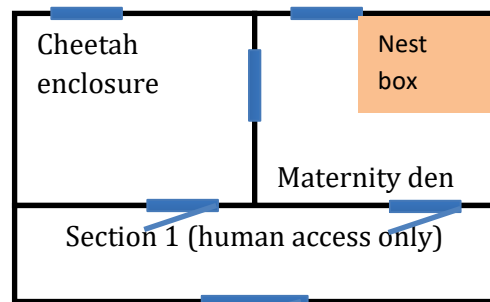 Cheetah
enclosure
Nest
box
Maternity den
Section 1 (human access only)